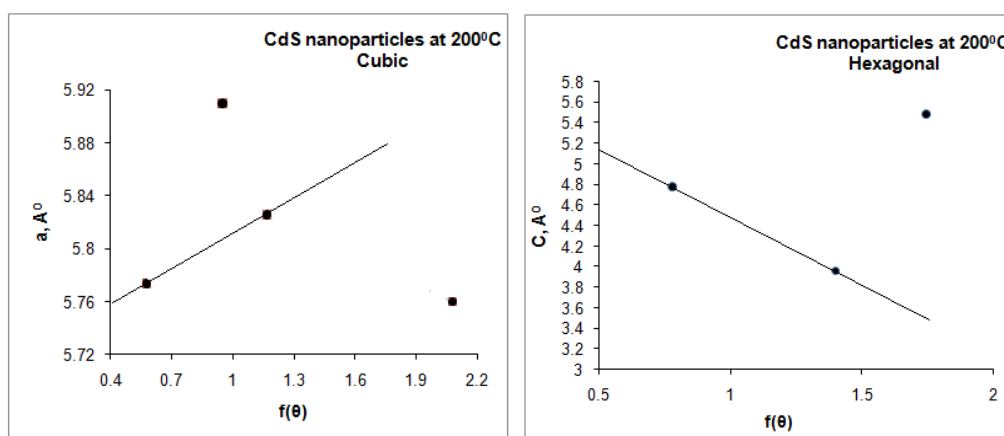 CdS nanoparticles at 200⁰C
Cubic
5.92
5.88
5.84
5.8
5.76
5.72
a, A⁰
0.4 0.7 1 1.3 1.6 1.9 2.2
f(θ)
CdS nanoparticles at 200⁰C
Hexagonal
5.8
5.6
5.4
5.2
5
4.8
4.6
4.4
4.2
4
3.8
3.6
3.4
3.2
3
C, A⁰
0.5 1 1.5 2
f(θ)